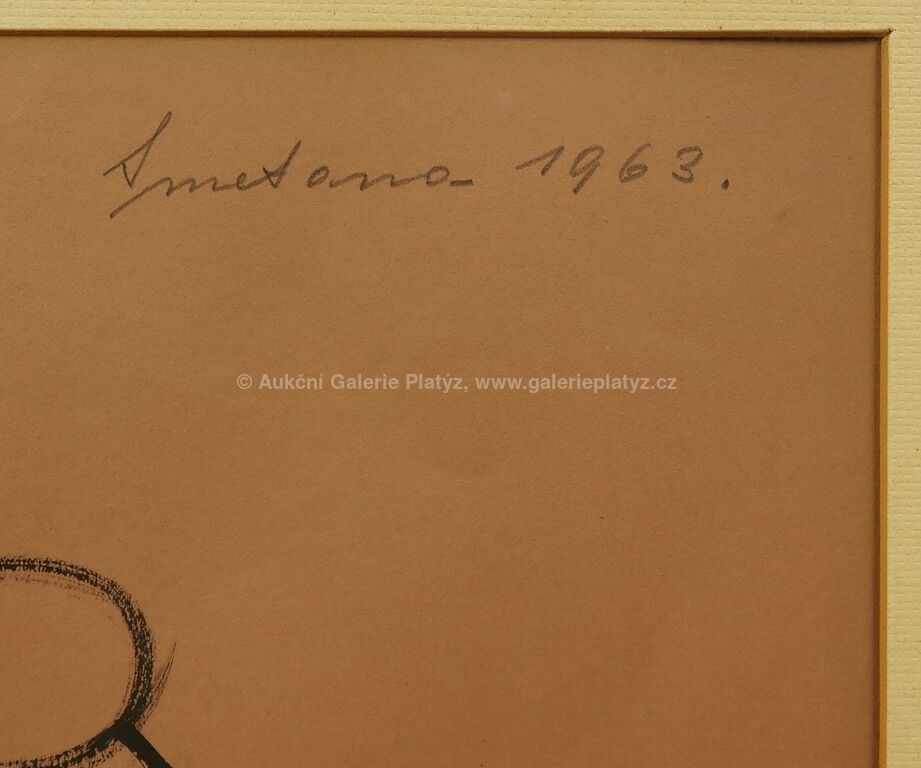 Smetana 1963.
© Aukční Galerie Platýz, www.galerieplatyz.cz